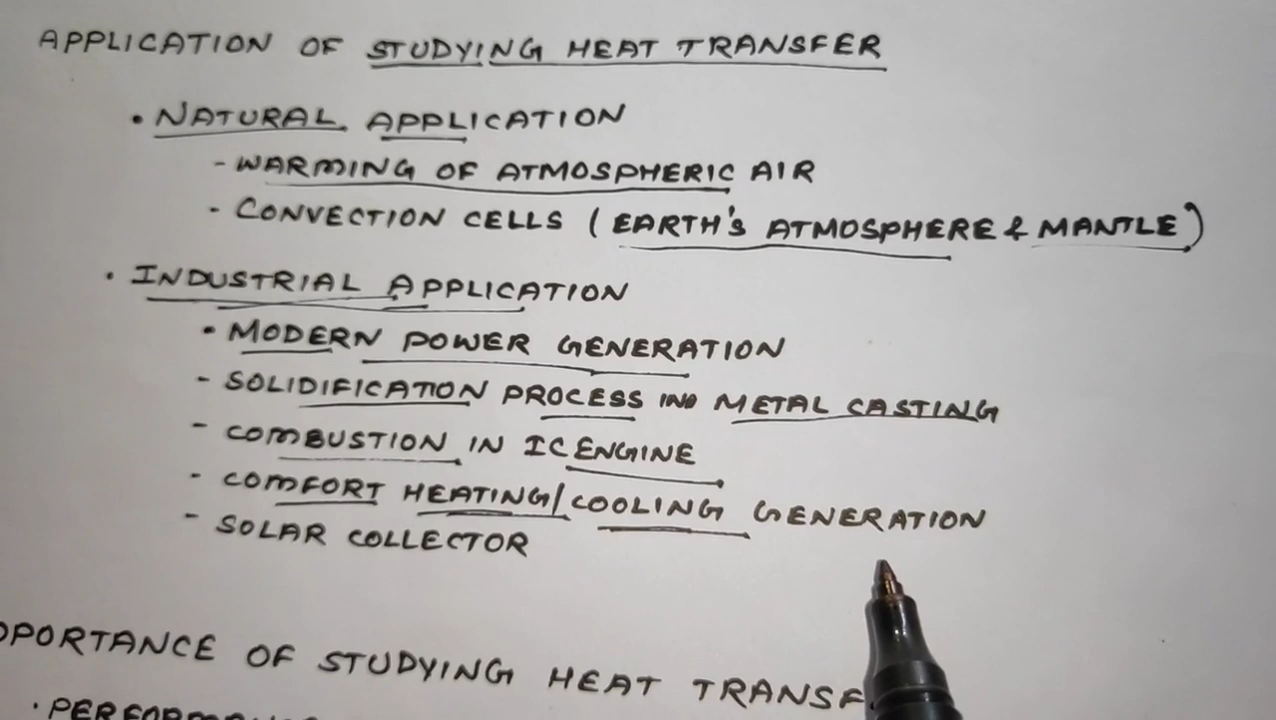 APPLICATION OF STUDYING HEAT TRANSFER
• NATURAL APPLICATION
- WARMING OF ATMOSPHERIC AIR
- CONVECTION CELLS (EARTH'S ATMOSPHERE & MANTLE)
• INDUSTRIAL APPLICATION
• MODERN POWER GENERATION
- SOLIDIFICATION PROCESS IN METAL CASTING
- COMBUSTION IN IC ENGINE
- COMFORT HEATING/COOLING GENERATION
- SOLAR COLLECTOR
OPORTANCE OF STUDYING HEAT TRANSF